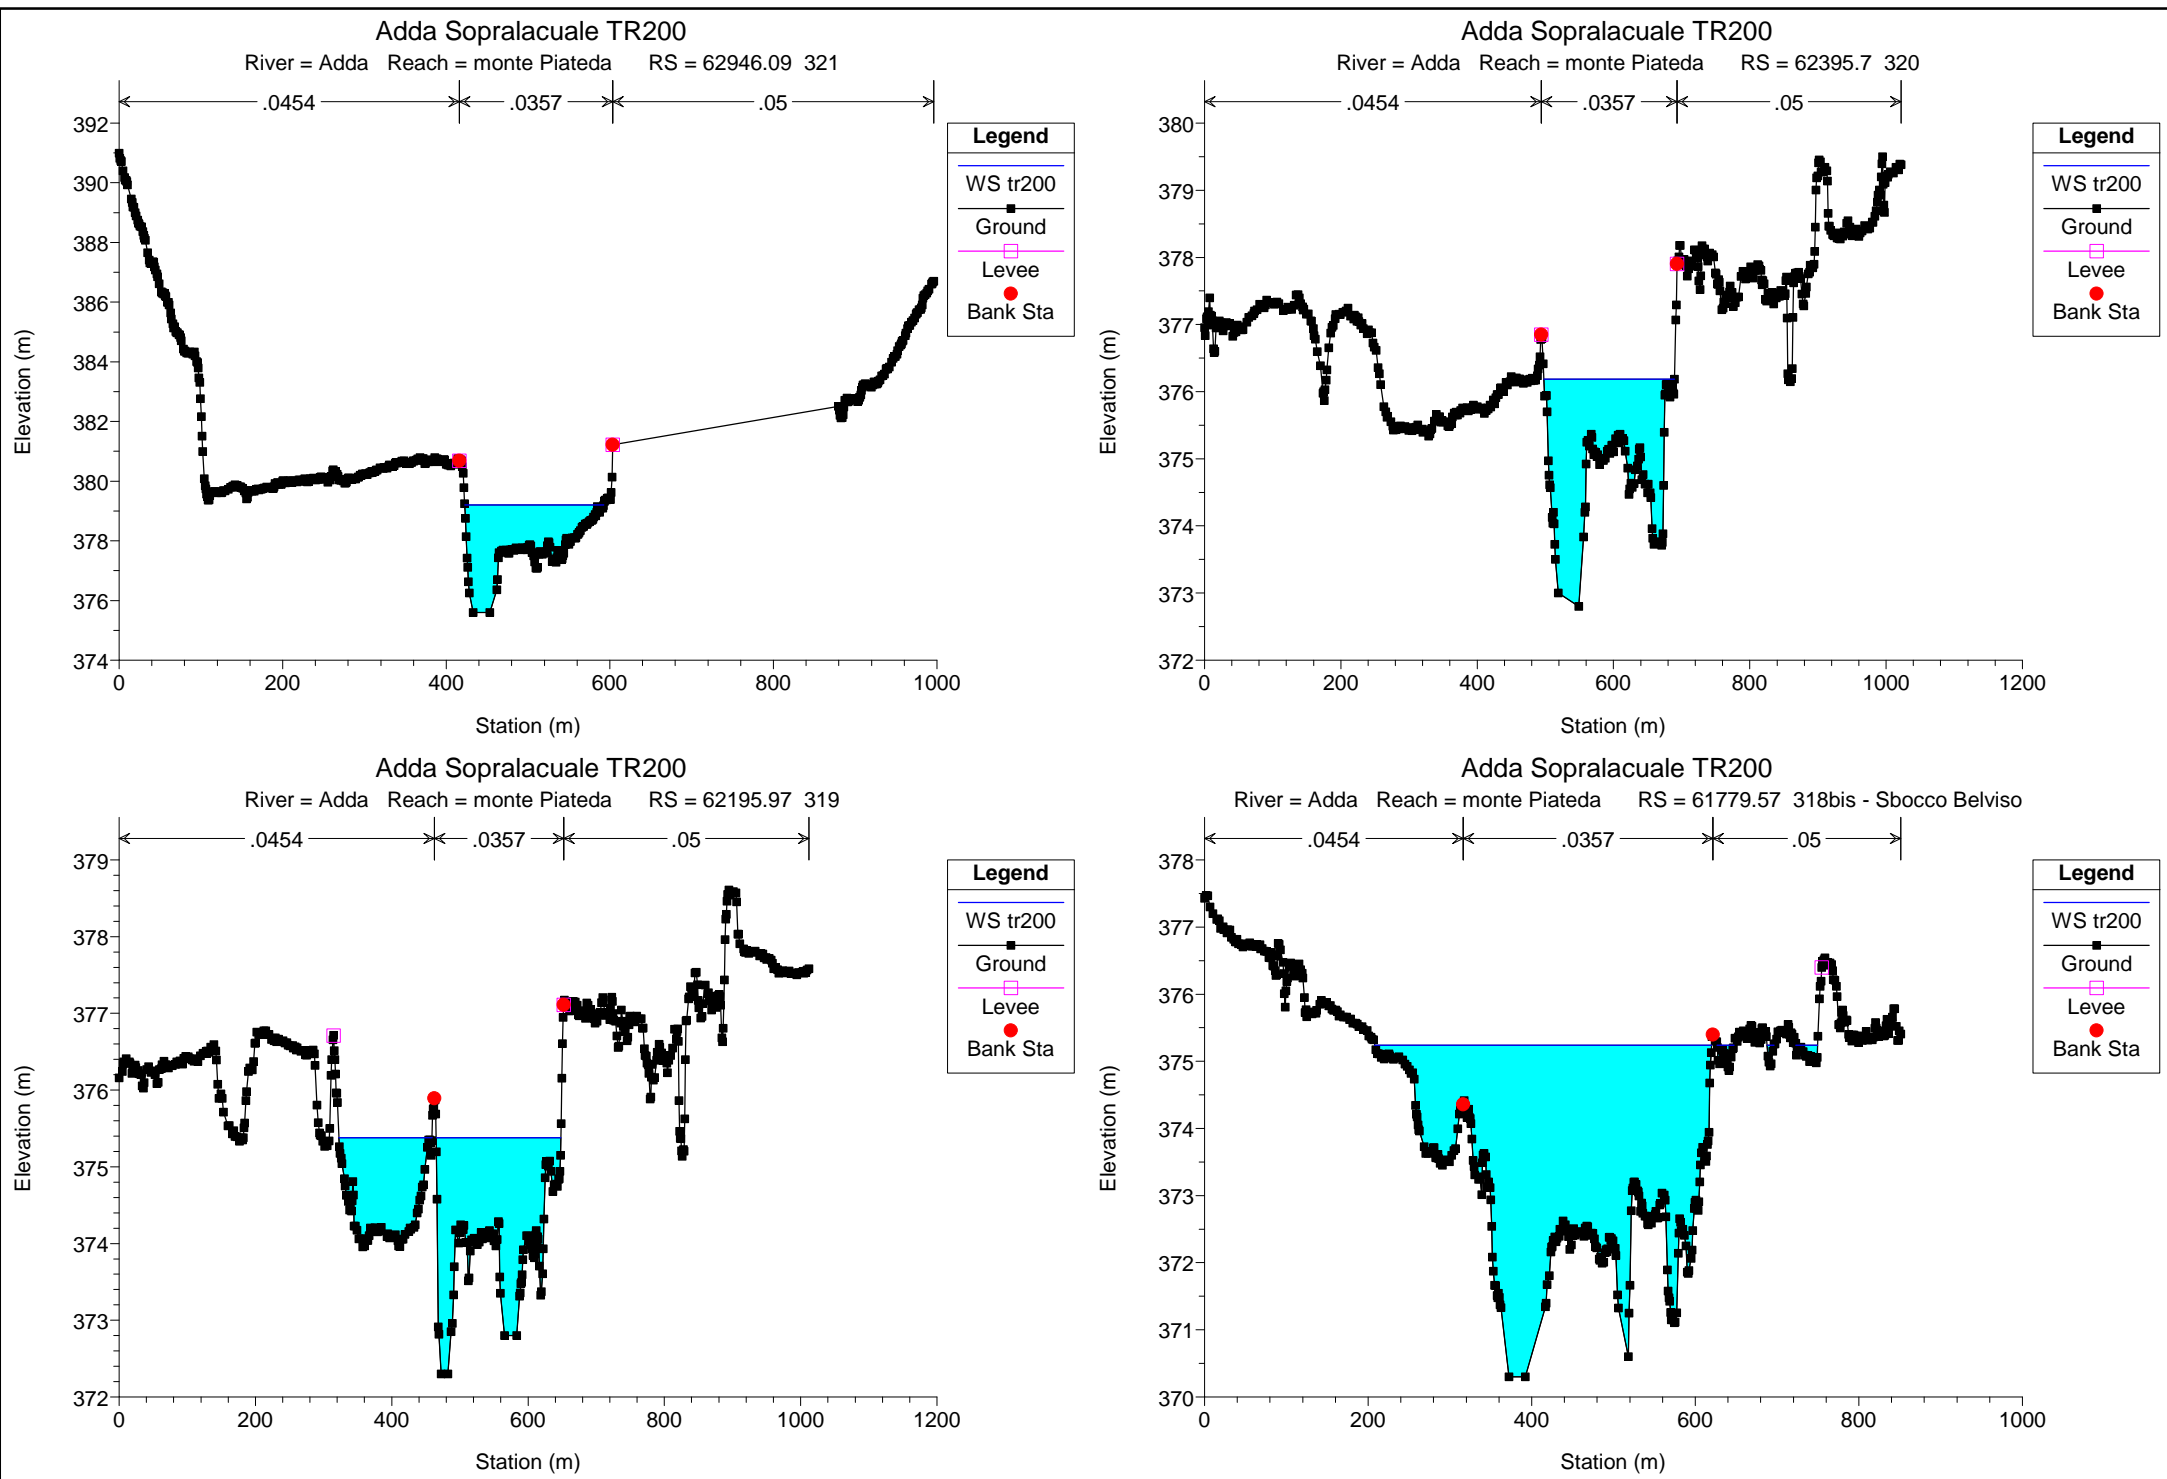 Adda Sopralacuale TR200
River = Adda Reach = monte Piateda RS = 62946.09 321
.0454 .0357 .05
392
390
388
386
384
382
380
378
376
374
Elevation (m)
0 200 400 600 800 1000
Station (m)
Legend
WS tr200
Ground
Levee
Bank Sta
Adda Sopralacuale TR200
River = Adda Reach = monte Piateda RS = 62395.7 320
.0454 .0357 .05
380
379
378
377
376
375
374
373
372
Elevation (m)
0 200 400 600 800 1000 1200
Station (m)
Legend
WS tr200
Ground
Levee
Bank Sta
Adda Sopralacuale TR200
River = Adda Reach = monte Piateda RS = 62195.97 319
.0454 .0357 .05
379
378
377
376
375
374
373
372
Elevation (m)
0 200 400 600 800 1000 1200
Station (m)
Legend
WS tr200
Ground
Levee
Bank Sta
Adda Sopralacuale TR200
River = Adda Reach = monte Piateda RS = 61779.57 318bis - Sbocco Belviso
.0454 .0357 .05
378
377
376
375
374
373
372
371
370
Elevation (m)
0 200 400 600 800 1000
Station (m)
Legend
WS tr200
Ground
Levee
Bank Sta